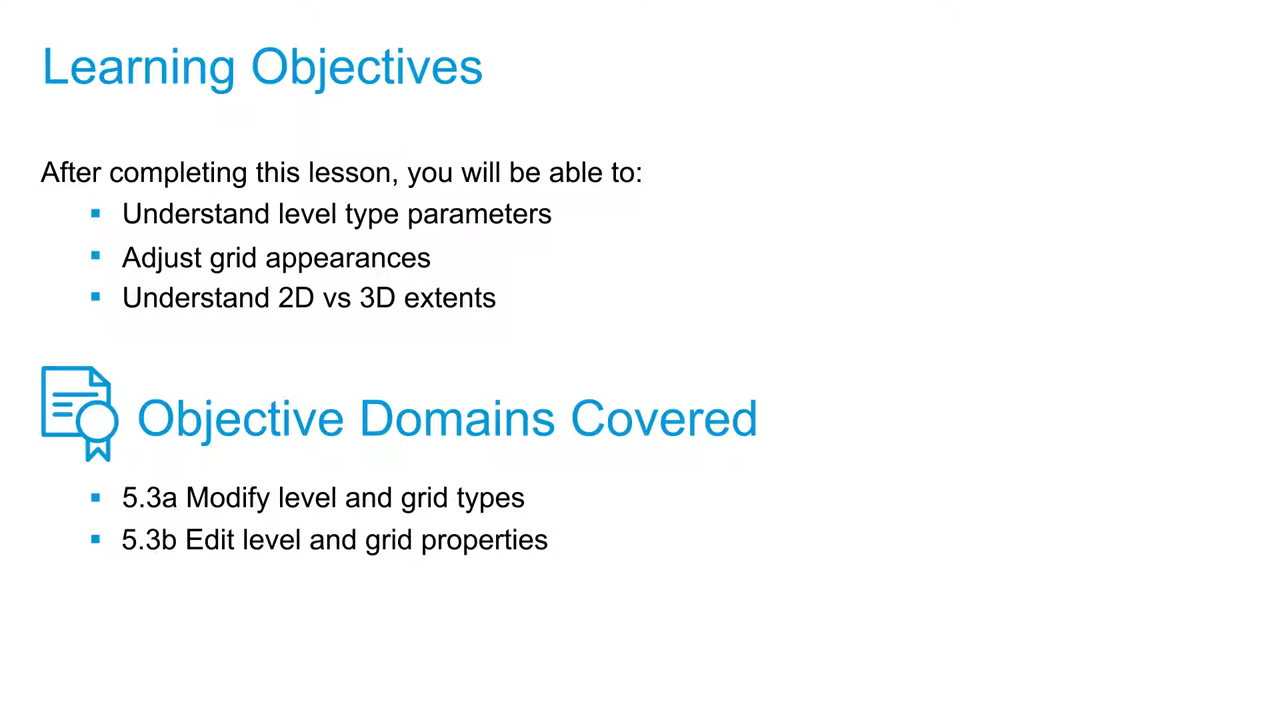 Learning Objectives
After completing this lesson, you will be able to:
▪ Understand level type parameters
▪ Adjust grid appearances
▪ Understand 2D vs 3D extents
Objective Domains Covered
▪ 5.3a Modify level and grid types
▪ 5.3b Edit level and grid properties